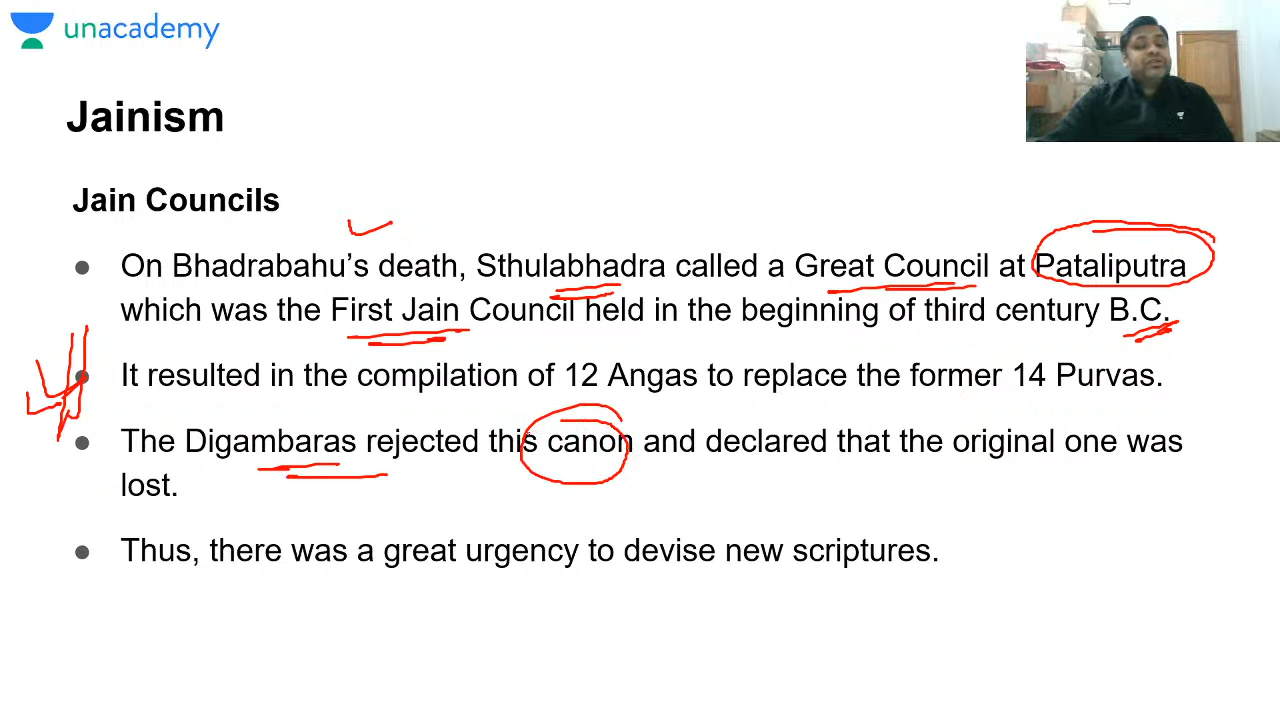 unacademy
Jainism
Jain Councils
● On Bhadrabahu’s death, Sthulabhadra called a Great Council at Pataliputra
which was the First Jain Council held in the beginning of third century B.C.
● It resulted in the compilation of 12 Angas to replace the former 14 Purvas.
● The Digambaras rejected this canon and declared that the original one was
lost.
● Thus, there was a great urgency to devise new scriptures.